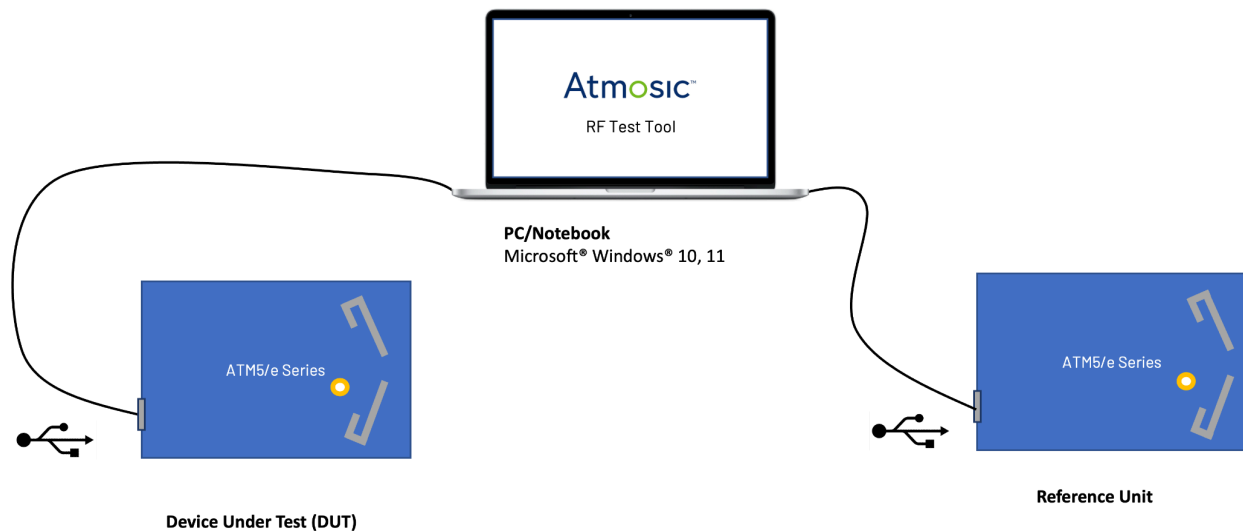 Atmosic™
RF Test Tool
PC/Notebook
Microsoft® Windows® 10, 11
ATM5/e Series
ATM5/e Series
Device Under Test (DUT)
Reference Unit